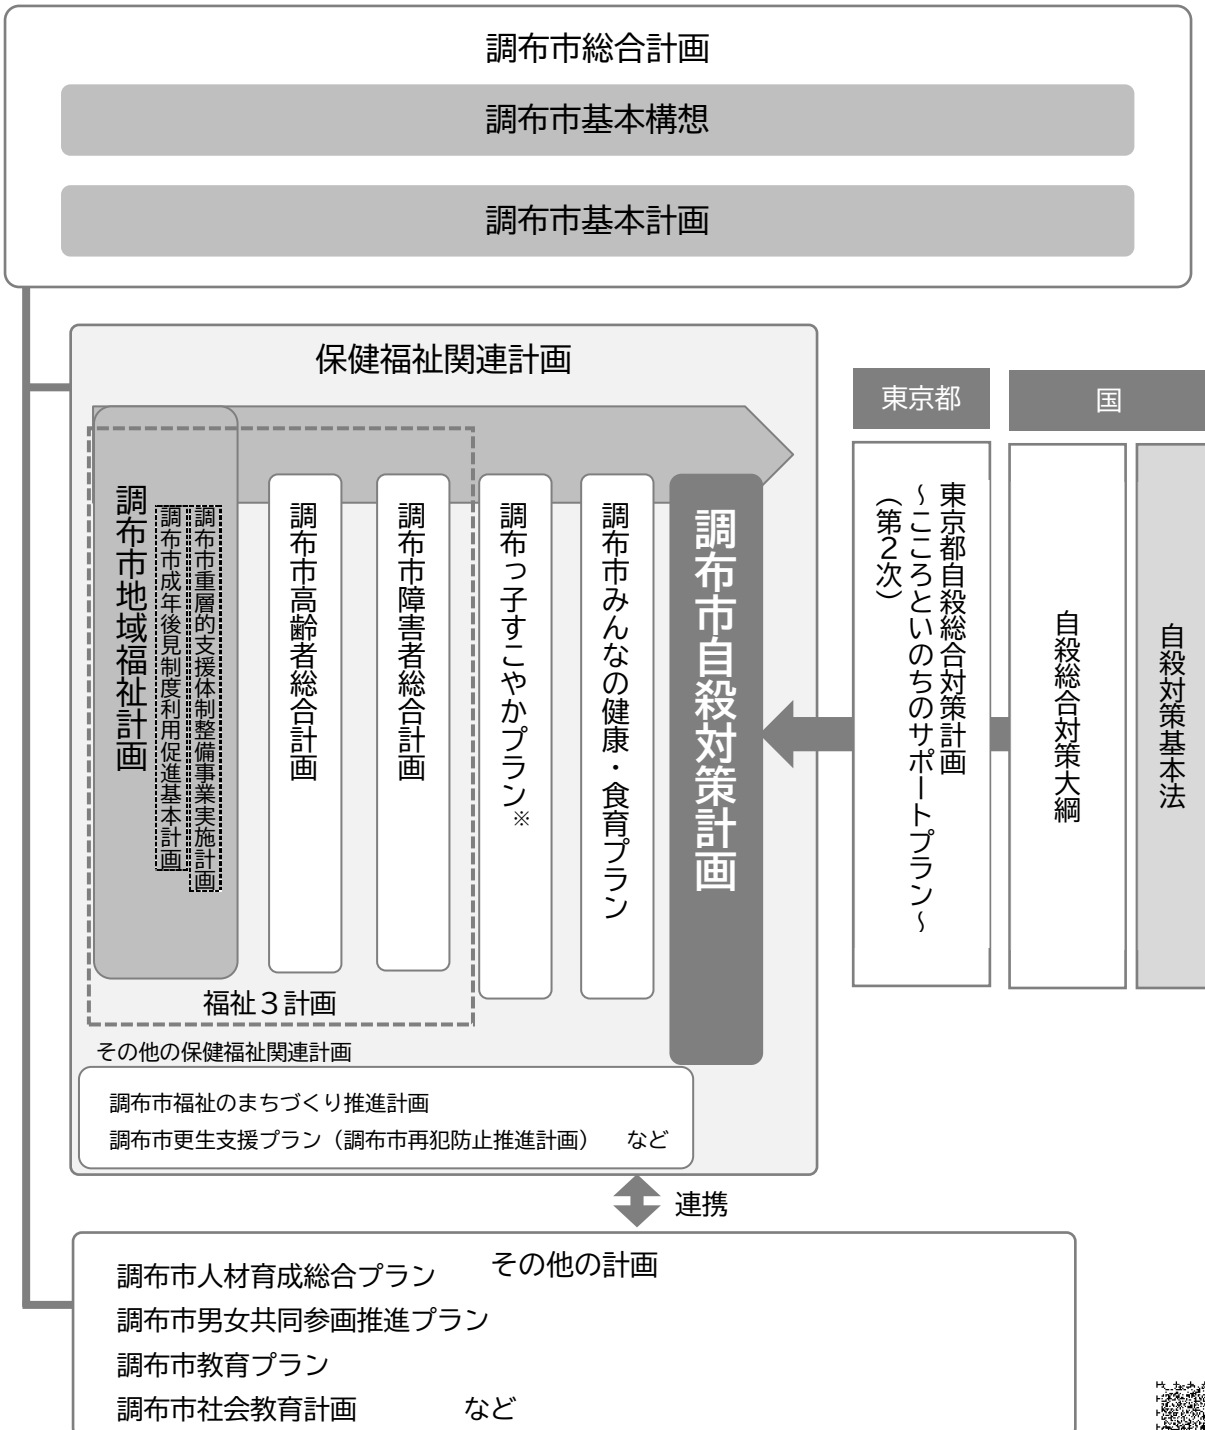 調布市総合計画
調布市基本構想
調布市基本計画
保健福祉関連計画
調布市地域福祉計画
調布市成年後見制度利用促進基本計画
調布市重層的支援体制整備事業実施計画
調布市高齢者総合計画
調布市障害者総合計画
調布っ子すこやかプラン※
調布市みんなの健康・食育プラン
調布市自殺対策計画
福祉３計画
その他の保健福祉関連計画
調布市福祉のまちづくり推進計画
調布市更生支援プラン（調布市再犯防止推進計画）　など
東京都
東京都自殺総合対策計画
～こころといのちのサポートプラン～
（第２次）
国
自殺総合対策大綱
自殺対策基本法
連携
その他の計画
調布市人材育成総合プラン
調布市男女共同参画推進プラン
調布市教育プラン
調布市社会教育計画　など